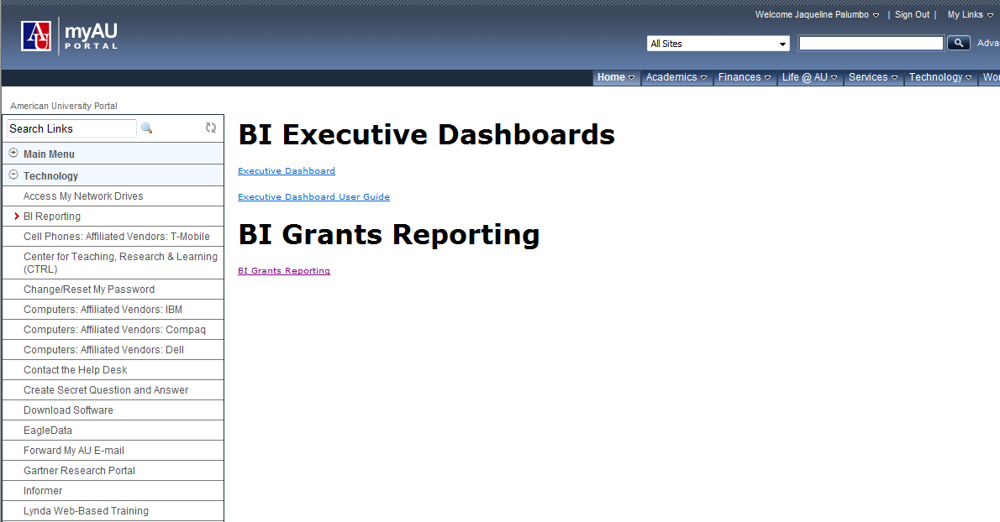 Welcome Jaqueline Palumbo | Sign Out | My Links
AU myAU
PORTAL
All Sites
Adva
Home Academics Finances Life @ AU Services Technology Wo
American University Portal
Search Links
Main Menu
Technology
Access My Network Drives
BI Reporting
Cell Phones: Affiliated Vendors: T-Mobile
Center for Teaching, Research & Learning
(CTRL)
Change/Reset My Password
Computers: Affiliated Vendors: IBM
Computers: Affiliated Vendors: Compaq
Computers: Affiliated Vendors: Dell
Contact the Help Desk
Create Secret Question and Answer
Download Software
EagleData
Forward My AU E-mail
Gartner Research Portal
Informer
Lynda Web-Based Training
BI Executive Dashboards
Executive Dashboard
Executive Dashboard User Guide
BI Grants Reporting
BI Grants Reporting